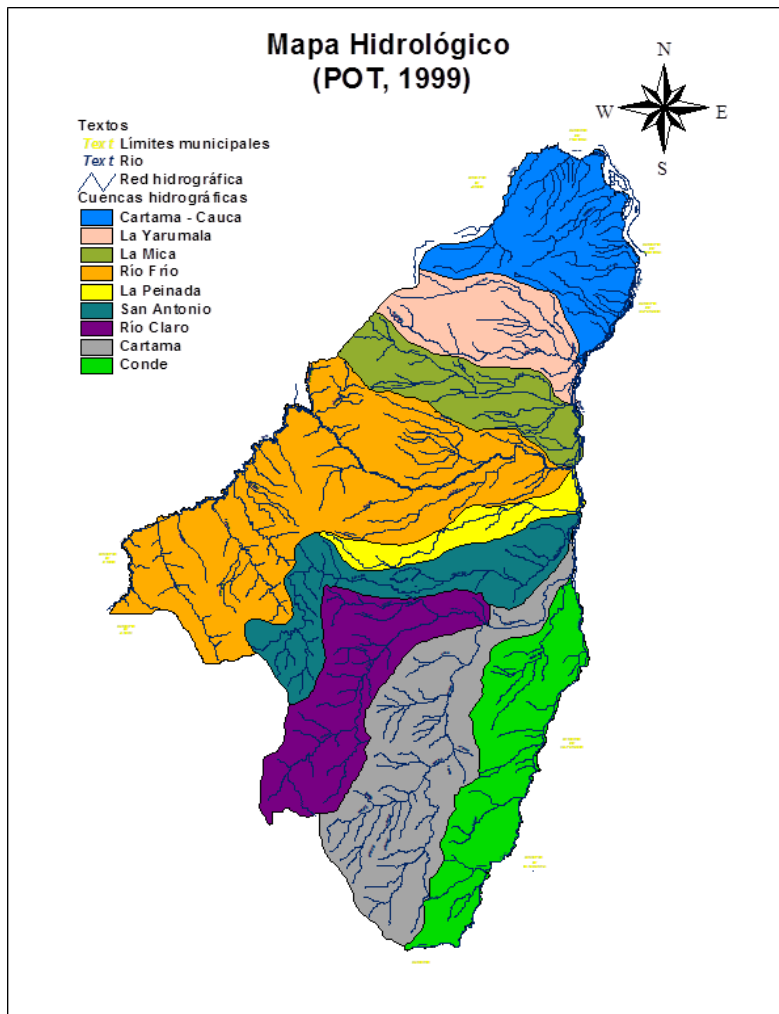 Mapa Hidrológico
(POT, 1999)
N
W E
S
Textos
Text Límites municipales
Text Rio
Red hidrográfica
Cuencas hidrográficas
Cartama - Cauca
La Yarumala
La Mica
Río Frío
La Peinada
San Antonio
Río Claro
Cartama
Conde